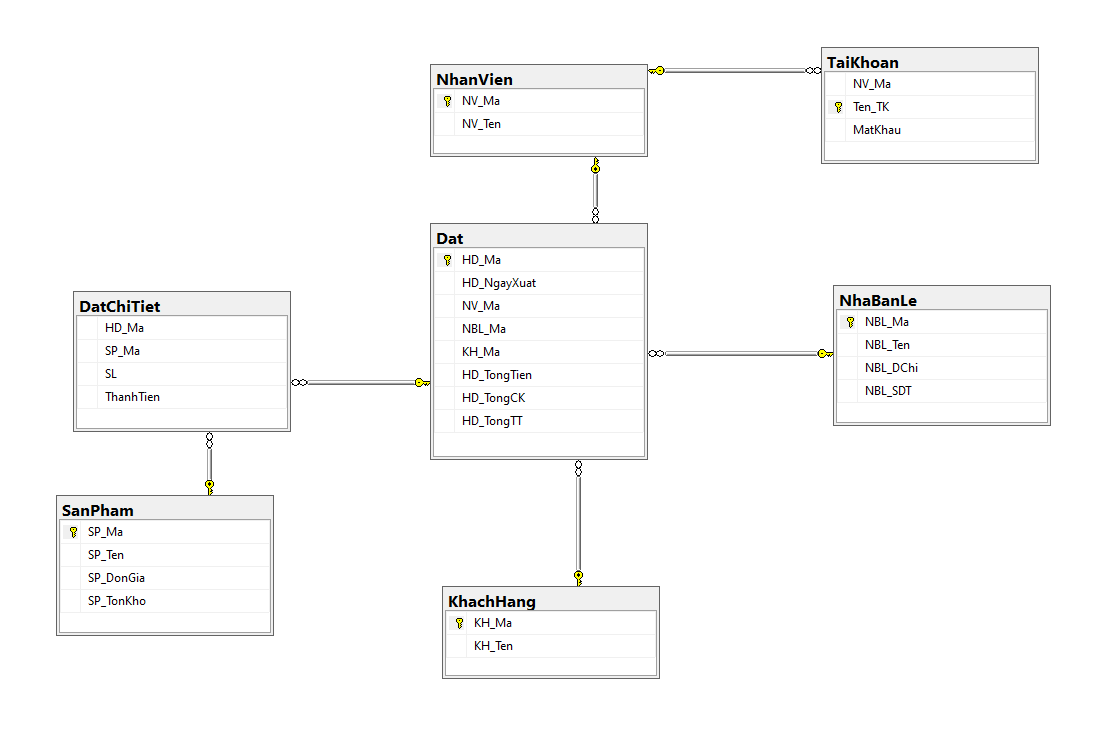 NhanVien
NV_Ma
NV_Ten
TaiKhoan
NV_Ma
Ten_TK
MatKhau
Dat
HD_Ma
HD_NgayXuat
NV_Ma
NBL_Ma
KH_Ma
HD_TongTien
HD_TongCK
HD_TongTT
DatChiTiet
HD_Ma
SP_Ma
SL
ThanhTien
NhaBanLe
NBL_Ma
NBL_Ten
NBL_DChi
NBL_SDT
SanPham
SP_Ma
SP_Ten
SP_DonGia
SP_TonKho
KhachHang
KH_Ma
KH_Ten